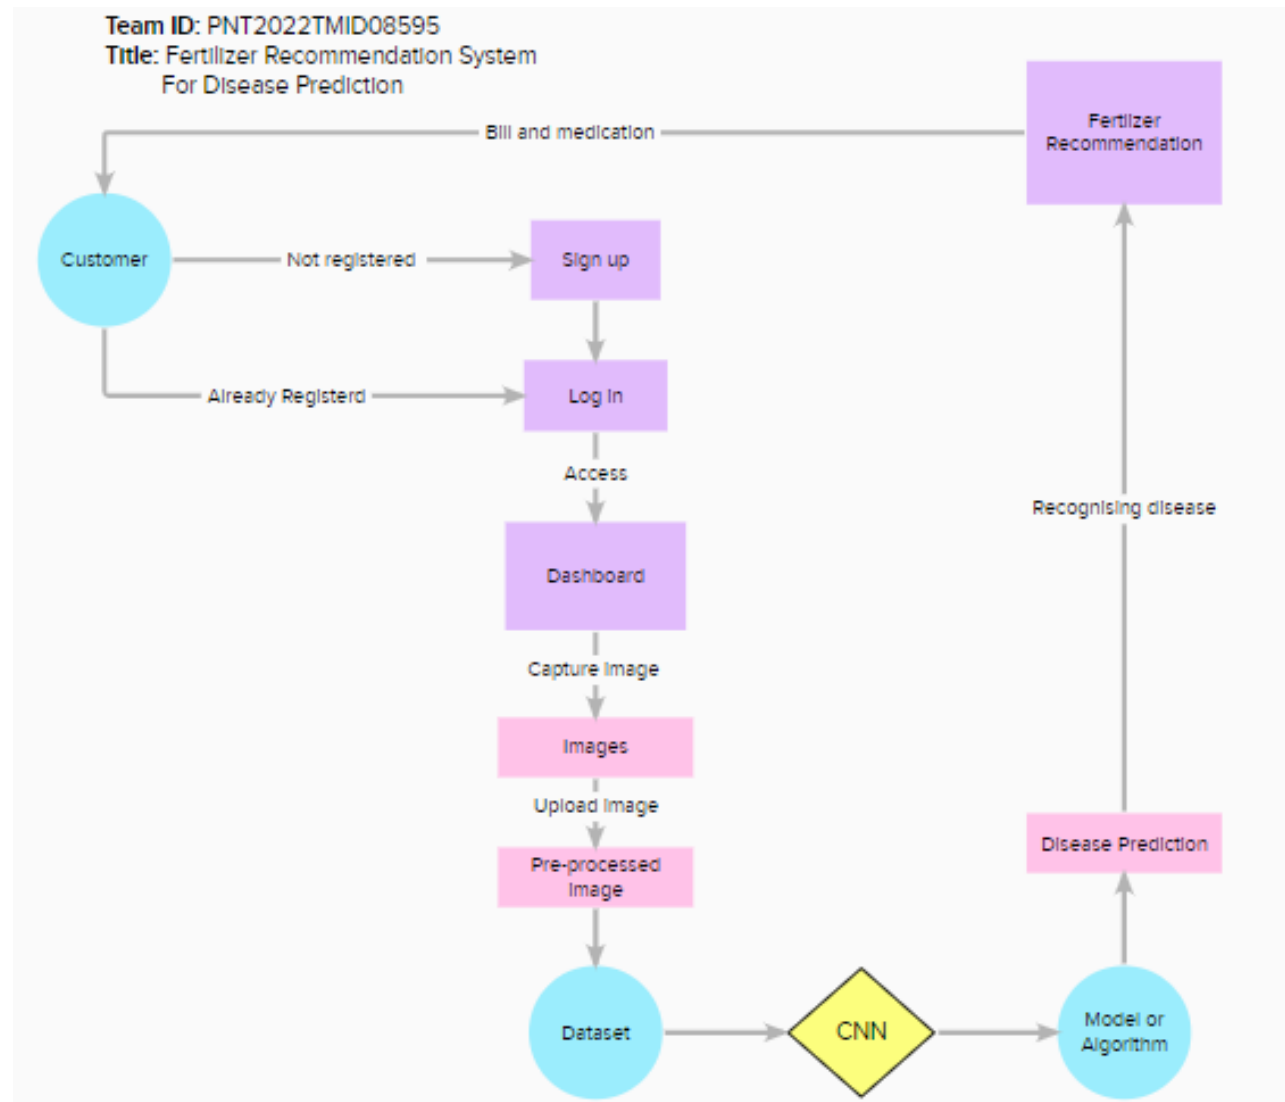 Team ID: PNT2022TMID08595
Title: Fertilizer Recommendation System
For Disease Prediction
Fertlizer
Recommendation
Bill and medication
Customer
Not registered
Sign up
Already Registerd
Log in
Access
Recognising disease
Dashboard
Capture image
Images
Upload image
Pre-processed
image
Disease Prediction
Dataset
CNN
Model or
Algorithm